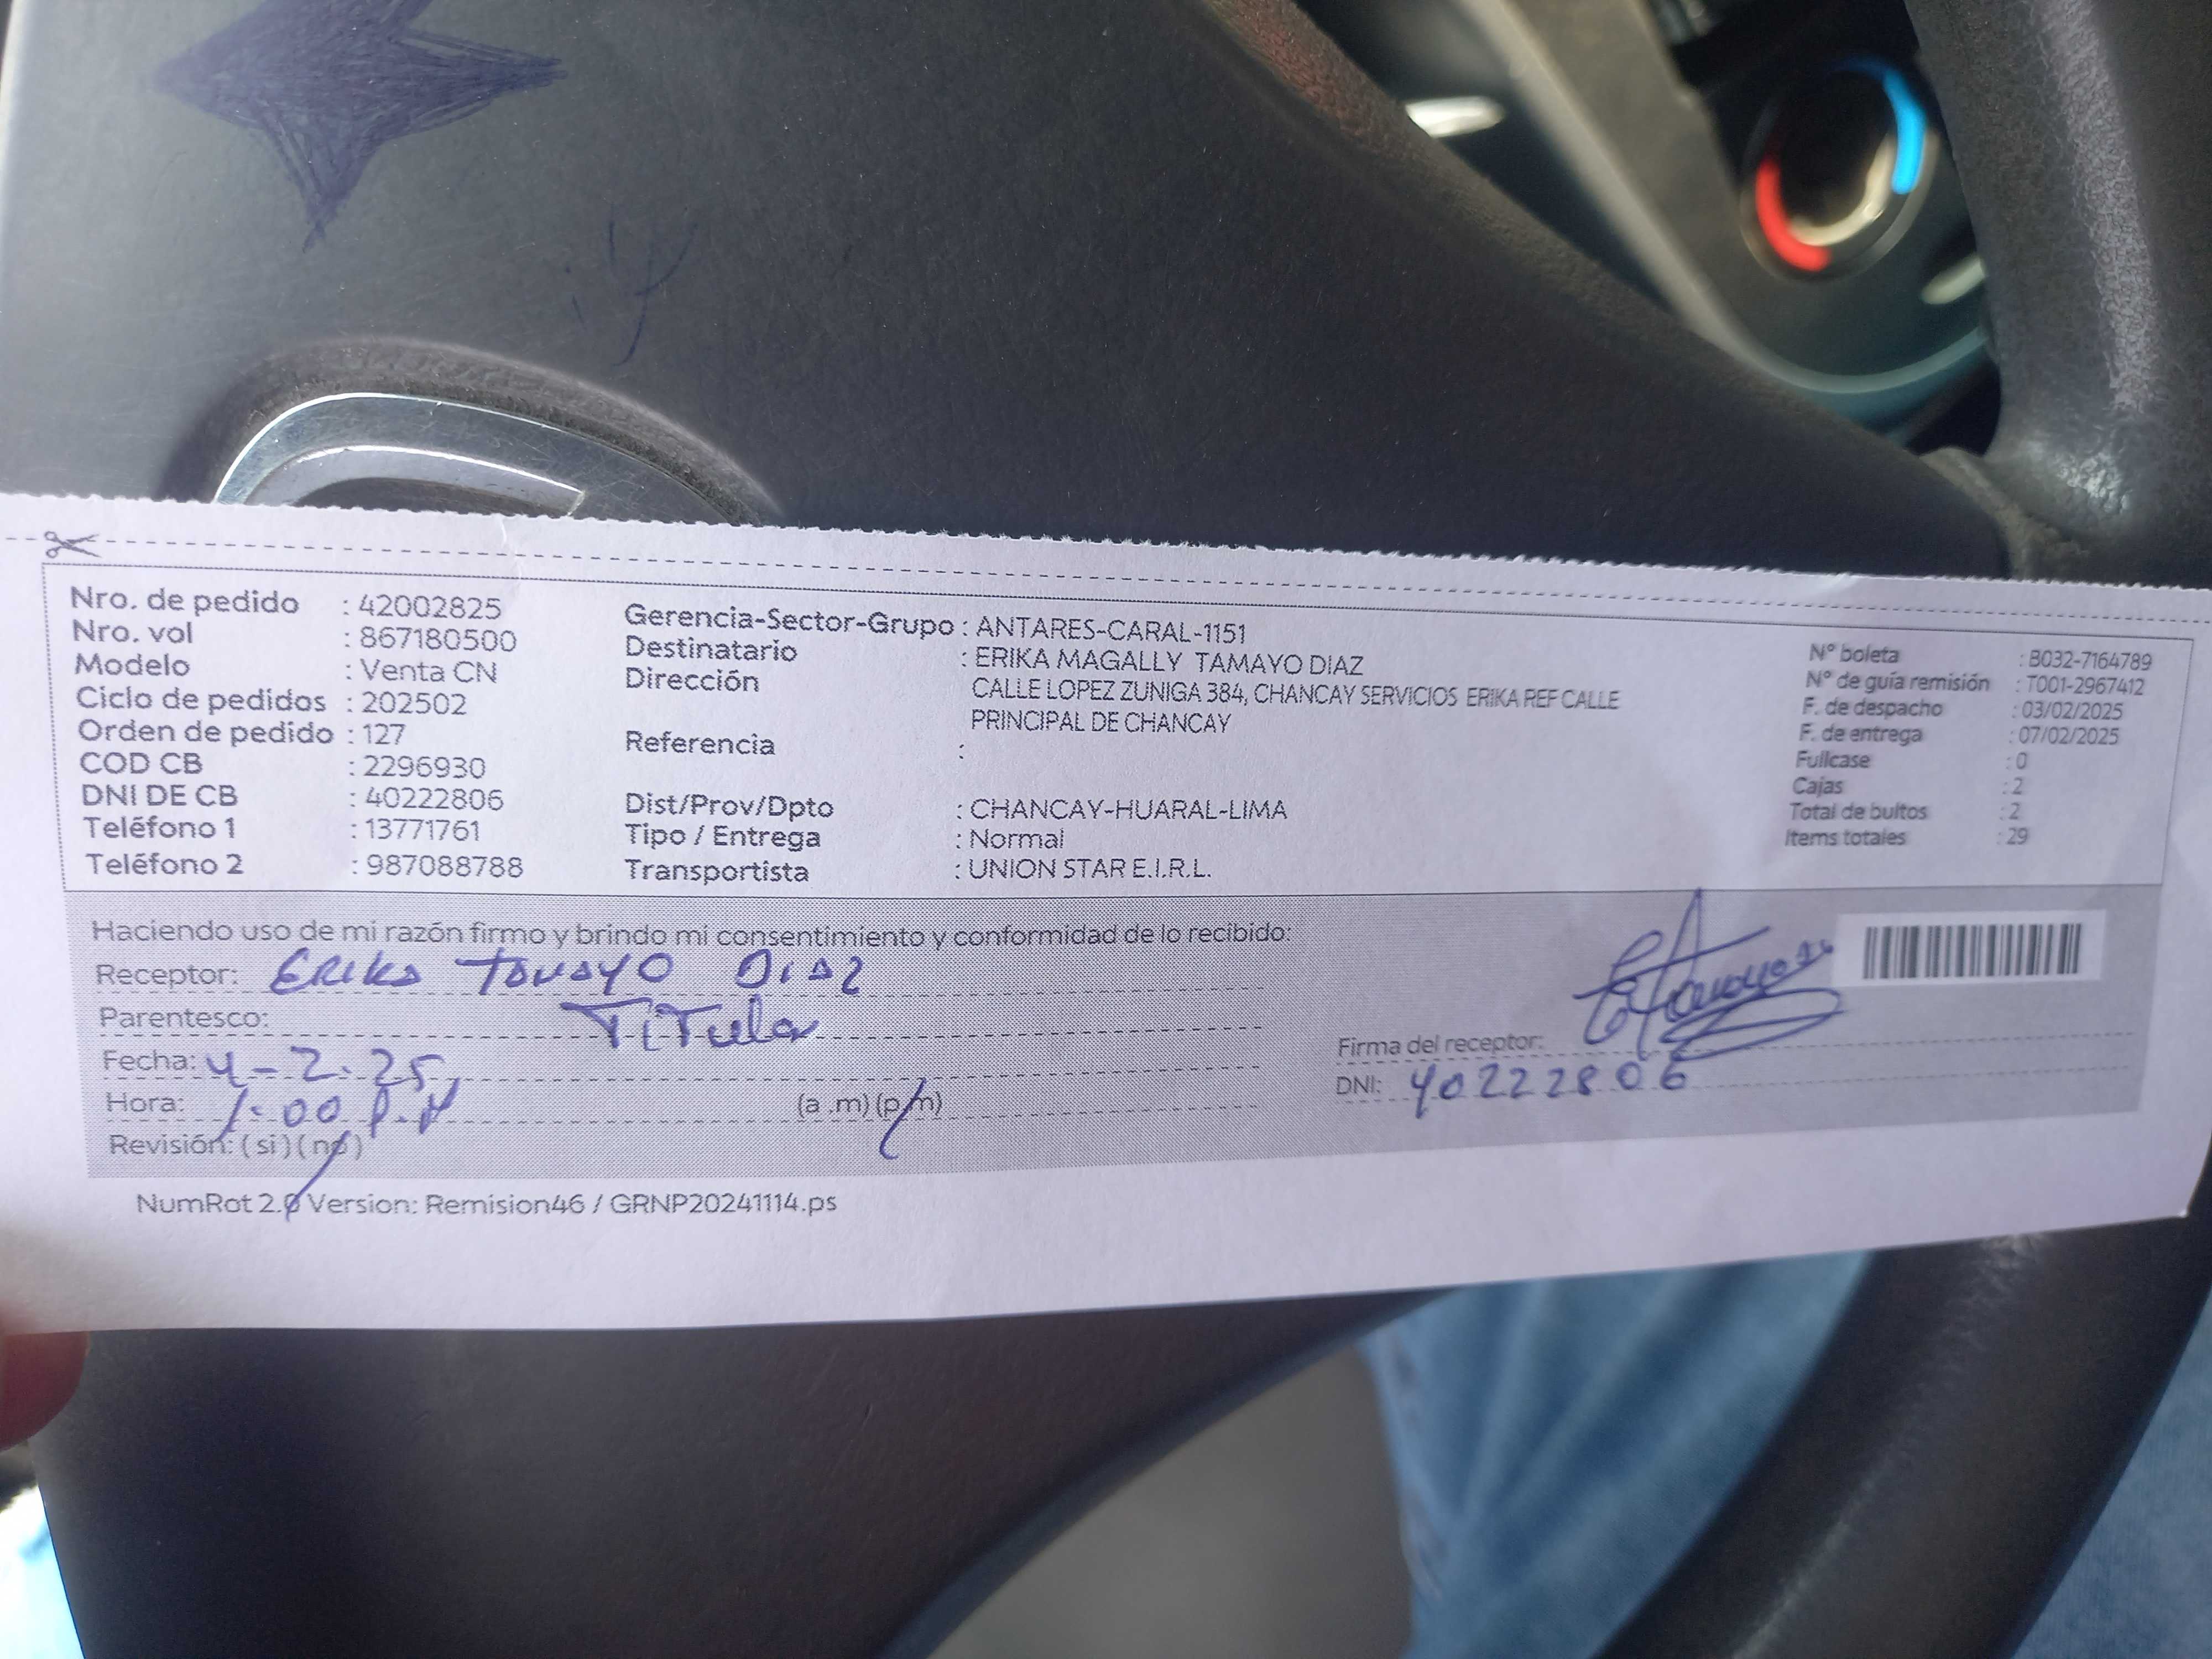 Nro. de pedido : 42002825
Nro. vol : 867180500
Modelo : Venta CN
Ciclo de pedidos : 202502
Orden de pedido : 127
COD CB : 2296930
DNI DE CB : 40222806
Teléfono 1 : 13771761
Teléfono 2 : 987088788
Gerencia-Sector-Grupo : ANTARES-CARAL-1151
Destinatario : ERIKA MAGALLY TAMAYO DIAZ
Dirección CALLE LOPEZ ZUNIGA 384, CHANCAY SERVICIOS ERIKA REF CALLE
PRINCIPAL DE CHANCAY
Referencia :
Dist/Prov/Dpto : CHANCAY-HUARAL-LIMA
Tipo / Entrega : Normal
Transportista : UNION STAR E.I.R.L.
N° boleta : B032-7164789
N° de guía remisión : T001-2967412
F. de despacho : 03/02/2025
F. de entrega : 07/02/2025
Fullcase : 0
Cajas : 2
Total de bultos : 2
Items totales : 29
Haciendo uso de mi razón firmo y brindo mi consentimiento y conformidad de lo recibido:
Receptor: Erika Tamayo Diaz
Parentesco: Titular
Fecha: 4-2-25
Hora: 1:00 P.M (a .m) (p.m)
Revisión: ( si ) ( no )
Firma del receptor:
DNI: 40222806
NumRot 2.0 Version: Remision46 / GRNP20241114.ps